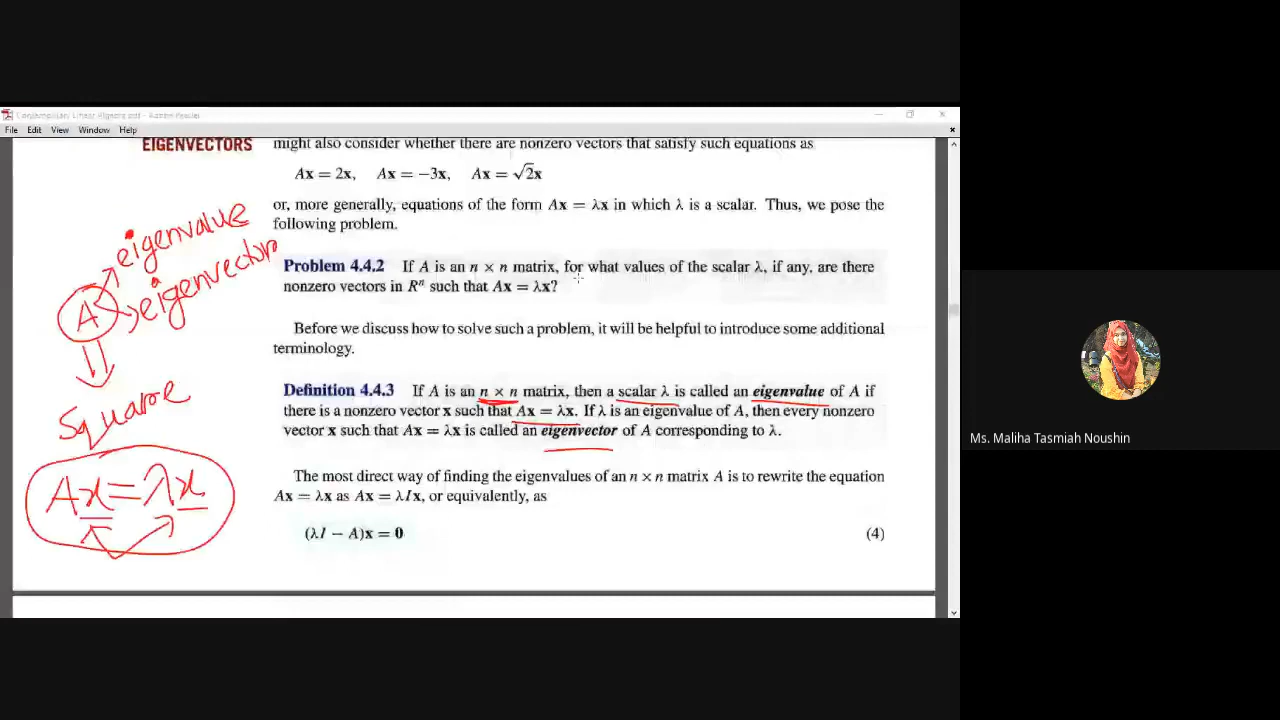 Contemporary Linear Algebra.pdf - Adobe Reader
File Edit View Window Help
EIGENVECTORS
might also consider whether there are nonzero vectors that satisfy such equations as
Ax = 2x, Ax = −3x, Ax = √2x
or, more generally, equations of the form Ax = λx in which λ is a scalar. Thus, we pose the
following problem.
Problem 4.4.2 If A is an n × n matrix, for what values of the scalar λ, if any, are there
nonzero vectors in Rⁿ such that Ax = λx?
Before we discuss how to solve such a problem, it will be helpful to introduce some additional
terminology.
Definition 4.4.3 If A is an n × n matrix, then a scalar λ is called an eigenvalue of A if
there is a nonzero vector x such that Ax = λx. If λ is an eigenvalue of A, then every nonzero
vector x such that Ax = λx is called an eigenvector of A corresponding to λ.
The most direct way of finding the eigenvalues of an n × n matrix A is to rewrite the equation
Ax = λx as Ax = λIx, or equivalently, as
(λI − A)x = 0 (4)
eigenvalue
eigenvector
A
Square
Ax = λx
Ms. Maliha Tasmiah Noushin